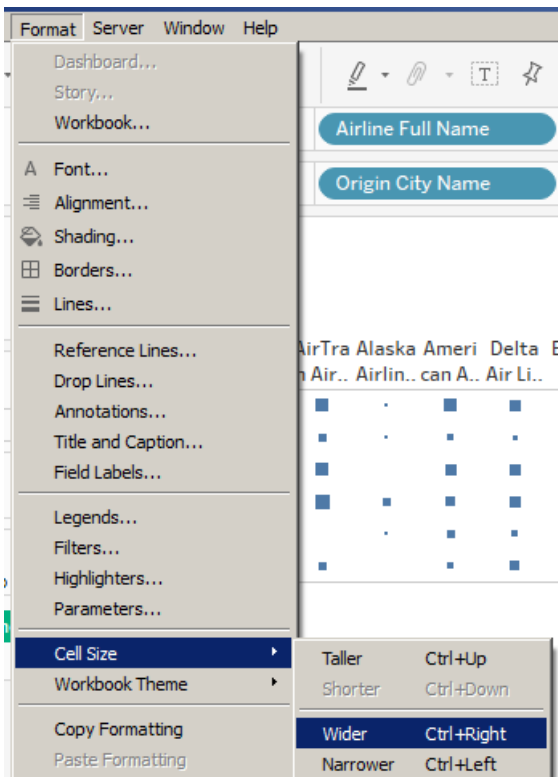 Format Server Window Help
Dashboard...
Story...
Workbook...
Airline Full Name
A Font...
Origin City Name
Alignment...
Shading...
Borders...
Lines...
Reference Lines...
AirTra Alaska Ameri Delta E
n Air.. Airlin.. can A.. Air Li..
Drop Lines...
Annotations...
Title and Caption...
Field Labels...
Legends...
Filters...
Highlighters...
Parameters...
Cell Size
Workbook Theme
Copy Formatting
Paste Formatting
Taller Ctrl+Up
Shorter Ctrl+Down
Wider Ctrl+Right
Narrower Ctrl+Left